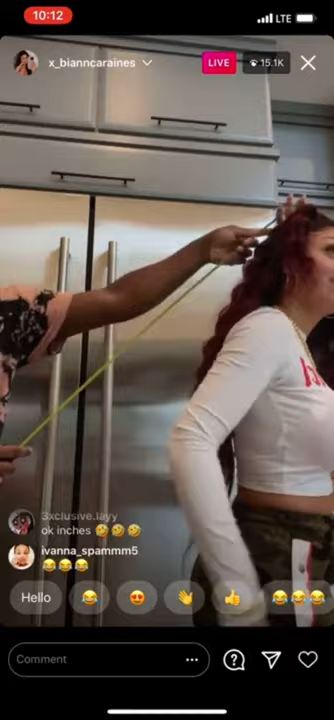 10:12
LTE
x_bianncaraines
LIVE
15.1K
3xclusive.layy
ok inches 🤣🤣🤣
ivanna_spammm5
😂😂😂
Hello 😂 😍 👋 👍 😂😂😂
Comment